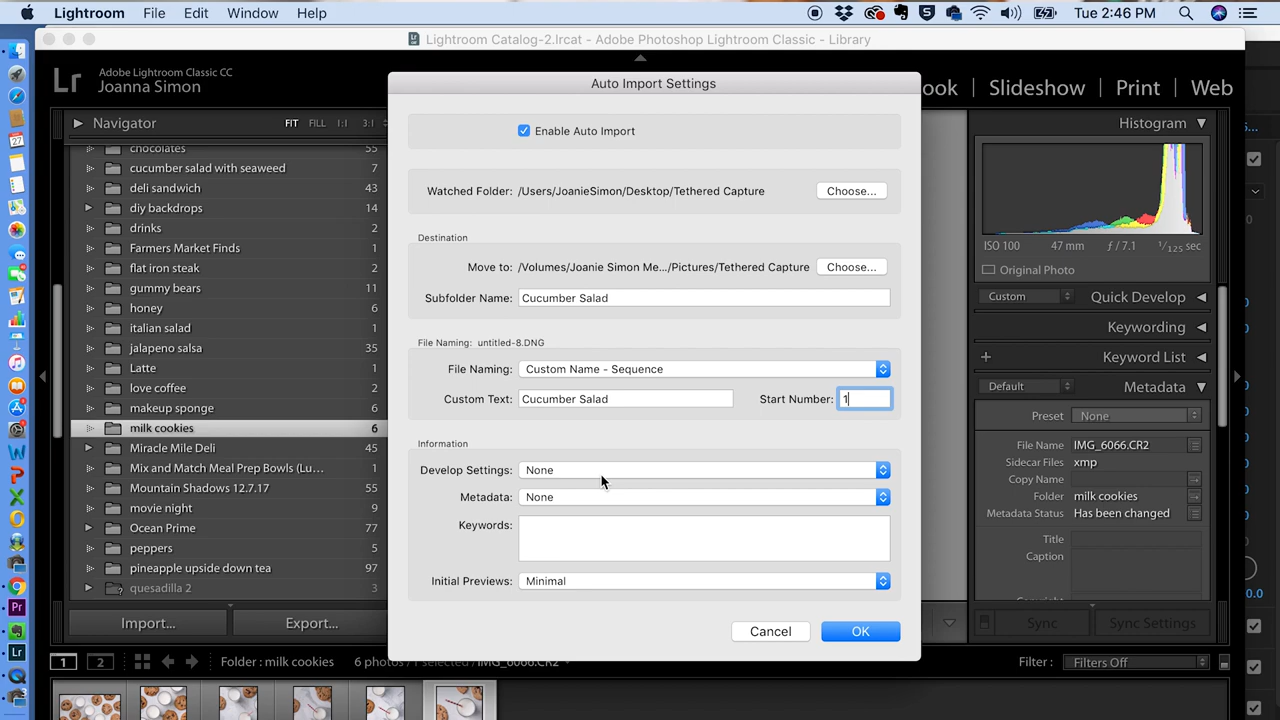 Lightroom File Edit Window Help Tue 2:46 PM
Lightroom Catalog-2.lrcat - Adobe Photoshop Lightroom Classic - Library
Lr Adobe Lightroom Classic CC
Joanna Simon
ook Slideshow Print Web
Auto Import Settings
Enable Auto Import
Watched Folder: /Users/JoanieSimon/Desktop/Tethered Capture Choose...
Destination
Move to: /Volumes/Joanie Simon Me.../Pictures/Tethered Capture Choose...
Subfolder Name: Cucumber Salad
File Naming: untitled-8.DNG
File Naming: Custom Name - Sequence
Custom Text: Cucumber Salad Start Number: 1
Information
Develop Settings: None
Metadata: None
Keywords:
Initial Previews: Minimal
Cancel OK
Navigator FIT FILL 1:1 3:1
chocolates 55
cucumber salad with seaweed 7
deli sandwich 43
diy backdrops 14
drinks 2
Farmers Market Finds 1
flat iron steak 2
gummy bears 11
honey 6
italian salad 1
jalapeno salsa 35
Latte 1
love coffee 2
makeup sponge 6
milk cookies 6
Miracle Mile Deli 45
Mix and Match Meal Prep Bowls (Lu... 1
Mountain Shadows 12.7.17 55
movie night 9
Ocean Prime 77
peppers 5
pineapple upside down tea 97
quesadilla 2 3
Import... Export...
Histogram
ISO 100 47 mm ƒ / 7.1 1/125 sec
Original Photo
Custom Quick Develop
Keywording
Keyword List
Default Metadata
Preset None
File Name IMG_6066.CR2
Sidecar Files xmp
Copy Name
Folder milk cookies
Metadata Status Has been changed
Title
Caption
Sync Sync Settings
1 2 Folder : milk cookies 6 photos / 1 selected / IMG_6066.CR2 Filter : Filters Off